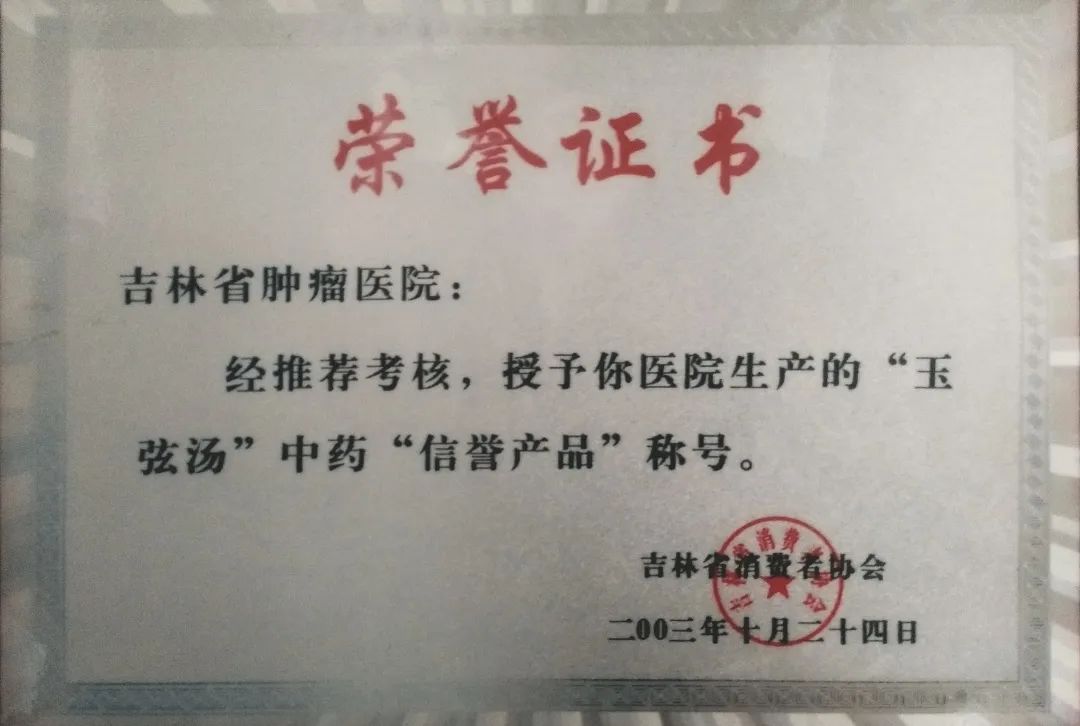 荣誉证书
吉林省肿瘤医院：
经推荐考核，授予你医院生产的“玉
弦汤”中药“信誉产品”称号。
吉林省消费者协会
二00三年十月二十四日